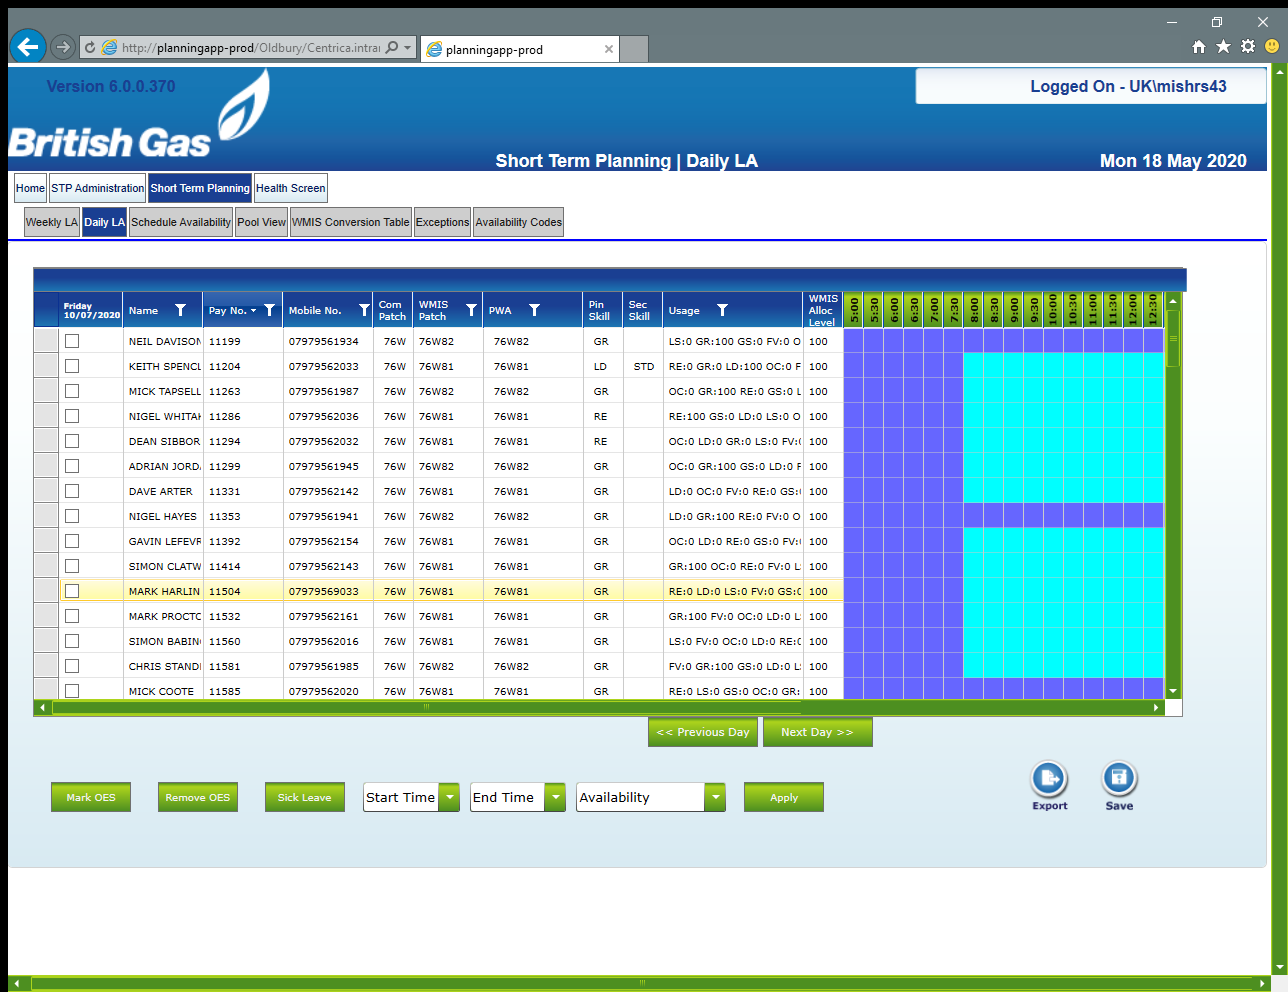 http://planningapp-prod/Oldbury/Centrica.intra
planningapp-prod
Version 6.0.0.370
Logged On - UK\mishrs43
British Gas
Short Term Planning | Daily LA
Mon 18 May 2020
Home STP Administration Short Term Planning Health Screen
Weekly LA Daily LA Schedule Availability Pool View WMIS Conversion Table Exceptions Availability Codes
Friday 10/07/2020 Name Pay No. Mobile No. Com Patch WMIS Patch PWA Pin Skill Sec Skill Usage WMIS Alloc Level 5:00 5:30 6:00 6:30 7:00 7:30 8:00 8:30 9:00 9:30 10:00 10:30 11:00 11:30 12:00 12:30
NEIL DAVISON 11199 07979561934 76W 76W82 76W82 GR LS:0 GR:100 GS:0 FV:0 O 100
KEITH SPENCL 11204 07979562033 76W 76W81 76W81 LD STD RE:0 GR:0 LD:100 OC:0 F 100
MICK TAPSELL 11263 07979561987 76W 76W82 76W82 GR OC:0 GR:100 RE:0 GS:0 L 100
NIGEL WHITAK 11286 07979562036 76W 76W81 76W81 RE RE:100 GS:0 LD:0 LS:0 O 100
DEAN SIBBOR 11294 07979562032 76W 76W81 76W81 RE OC:0 LD:0 GR:0 LS:0 FV:( 100
ADRIAN JORD 11299 07979561945 76W 76W82 76W82 GR OC:0 GR:100 GS:0 LD:0 F 100
DAVE ARTER 11331 07979562142 76W 76W81 76W81 GR LD:0 OC:0 FV:0 RE:0 GS: 100
NIGEL HAYES 11353 07979561941 76W 76W82 76W82 GR LD:0 GR:100 RE:0 FV:0 O 100
GAVIN LEFEVR 11392 07979562154 76W 76W81 76W81 GR OC:0 LD:0 RE:0 GS:0 FV:( 100
SIMON CLATW 11414 07979562143 76W 76W81 76W81 GR GR:100 OC:0 RE:0 FV:0 L 100
MARK HARLIN 11504 07979569033 76W 76W81 76W81 GR RE:0 LD:0 LS:0 FV:0 GS:0 100
MARK PROCTC 11532 07979562161 76W 76W81 76W81 GR GR:100 FV:0 OC:0 LD:0 L 100
SIMON BABIN 11560 07979562016 76W 76W81 76W81 GR LS:0 FV:0 OC:0 LD:0 RE:0 100
CHRIS STANDI 11581 07979561985 76W 76W82 76W82 GR FV:0 GR:100 GS:0 LD:0 L 100
MICK COOTE 11585 07979562020 76W 76W81 76W81 GR RE:0 LS:0 GS:0 OC:0 GR: 100
<< Previous Day Next Day >>
Mark OES Remove OES Sick Leave Start Time End Time Availability Apply
Export Save